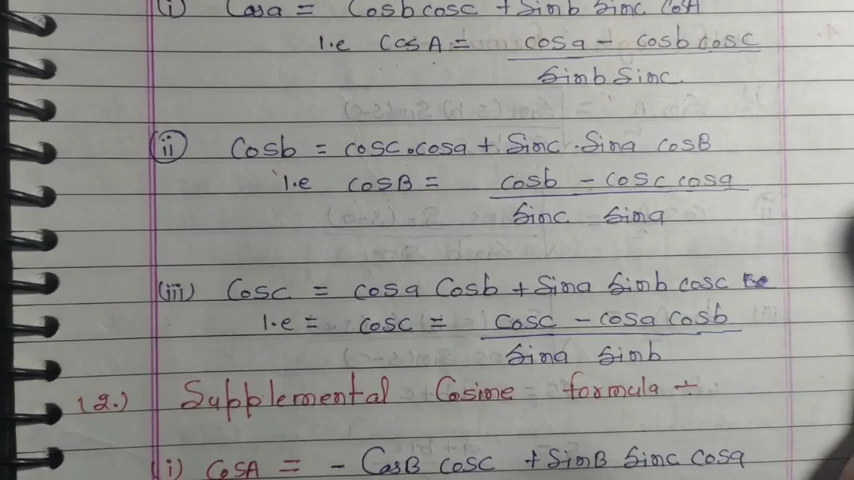 (i) Cosa = Cosb cosc + Sinb Sinc CosA
I.e CosA = cosa - cosb cosc
Sinb Sinc.
(ii) Cosb = cosc.cosa + Sinc.Sina cosB
I.e cosB = cosb - cosc cosa
Sinc - Sina
(iii) Cosc = cosa Cosb + Sina Sinb cosc
I.e = cosc = cosc - cosa cosb
Sina Sinb
(2.) Supplemental Cosine formula ÷
(i) CosA = - CosB cosc + SinB Sinc cosa